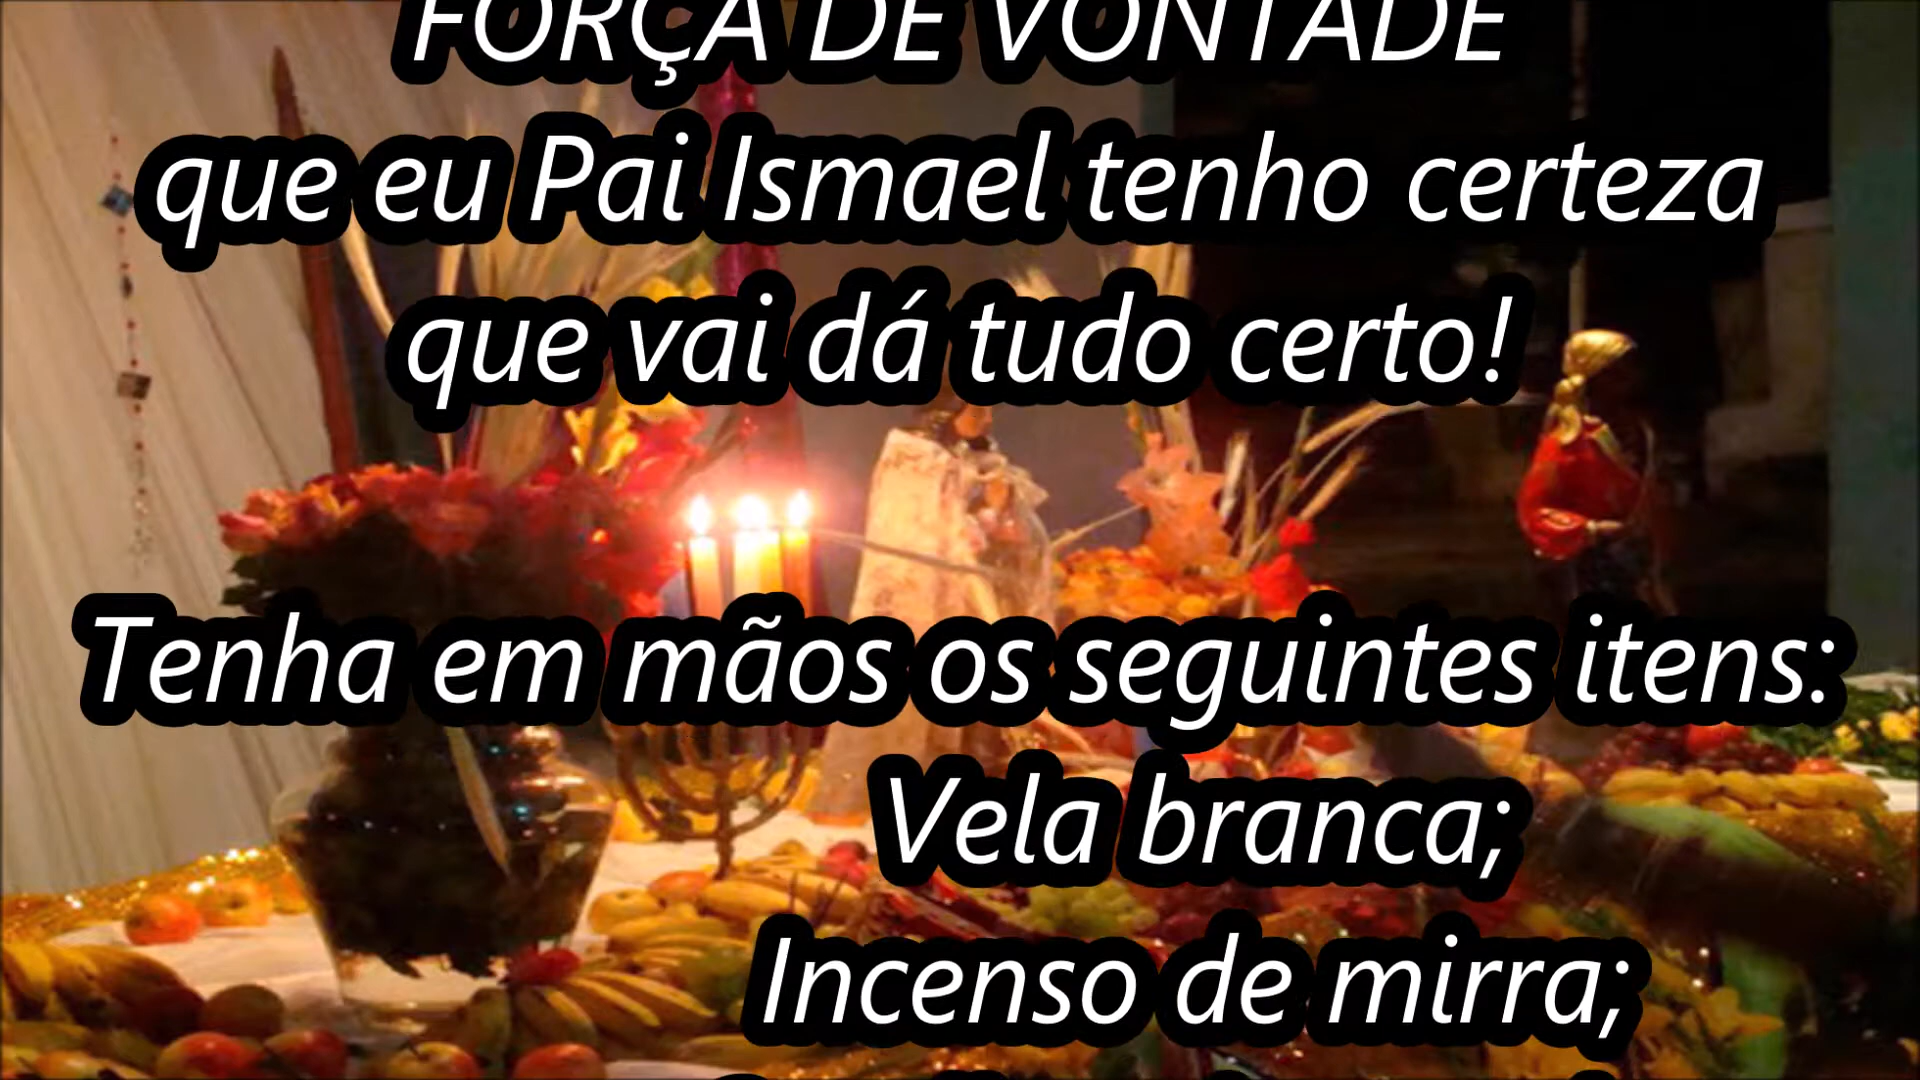 FORÇA DE VONTADE
que eu Pai Ismael tenho certeza
que vai dá tudo certo!
Tenha em mãos os seguintes itens:
Vela branca;
Incenso de mirra;